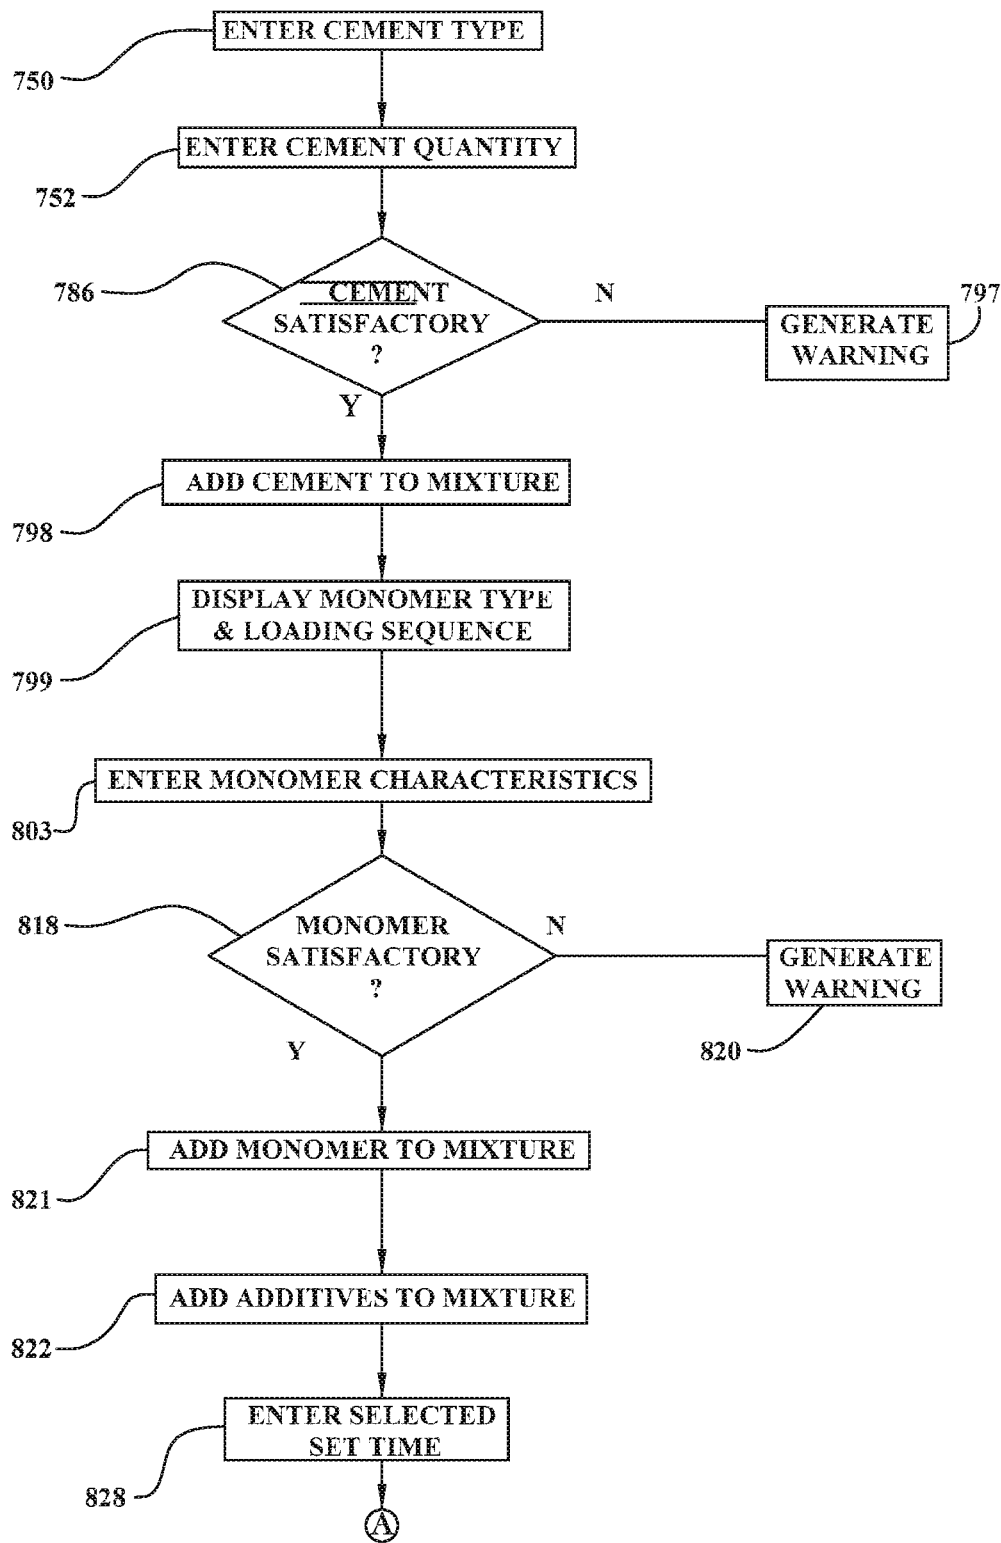 ENTER CEMENT TYPE
750
ENTER CEMENT QUANTITY
752
786
CEMENT
SATISFACTORY
?
N
797
GENERATE
WARNING
Y
ADD CEMENT TO MIXTURE
798
DISPLAY MONOMER TYPE
& LOADING SEQUENCE
799
ENTER MONOMER CHARACTERISTICS
803
818
MONOMER
SATISFACTORY
?
N
GENERATE
WARNING
820
Y
ADD MONOMER TO MIXTURE
821
ADD ADDITIVES TO MIXTURE
822
ENTER SELECTED
SET TIME
828
A